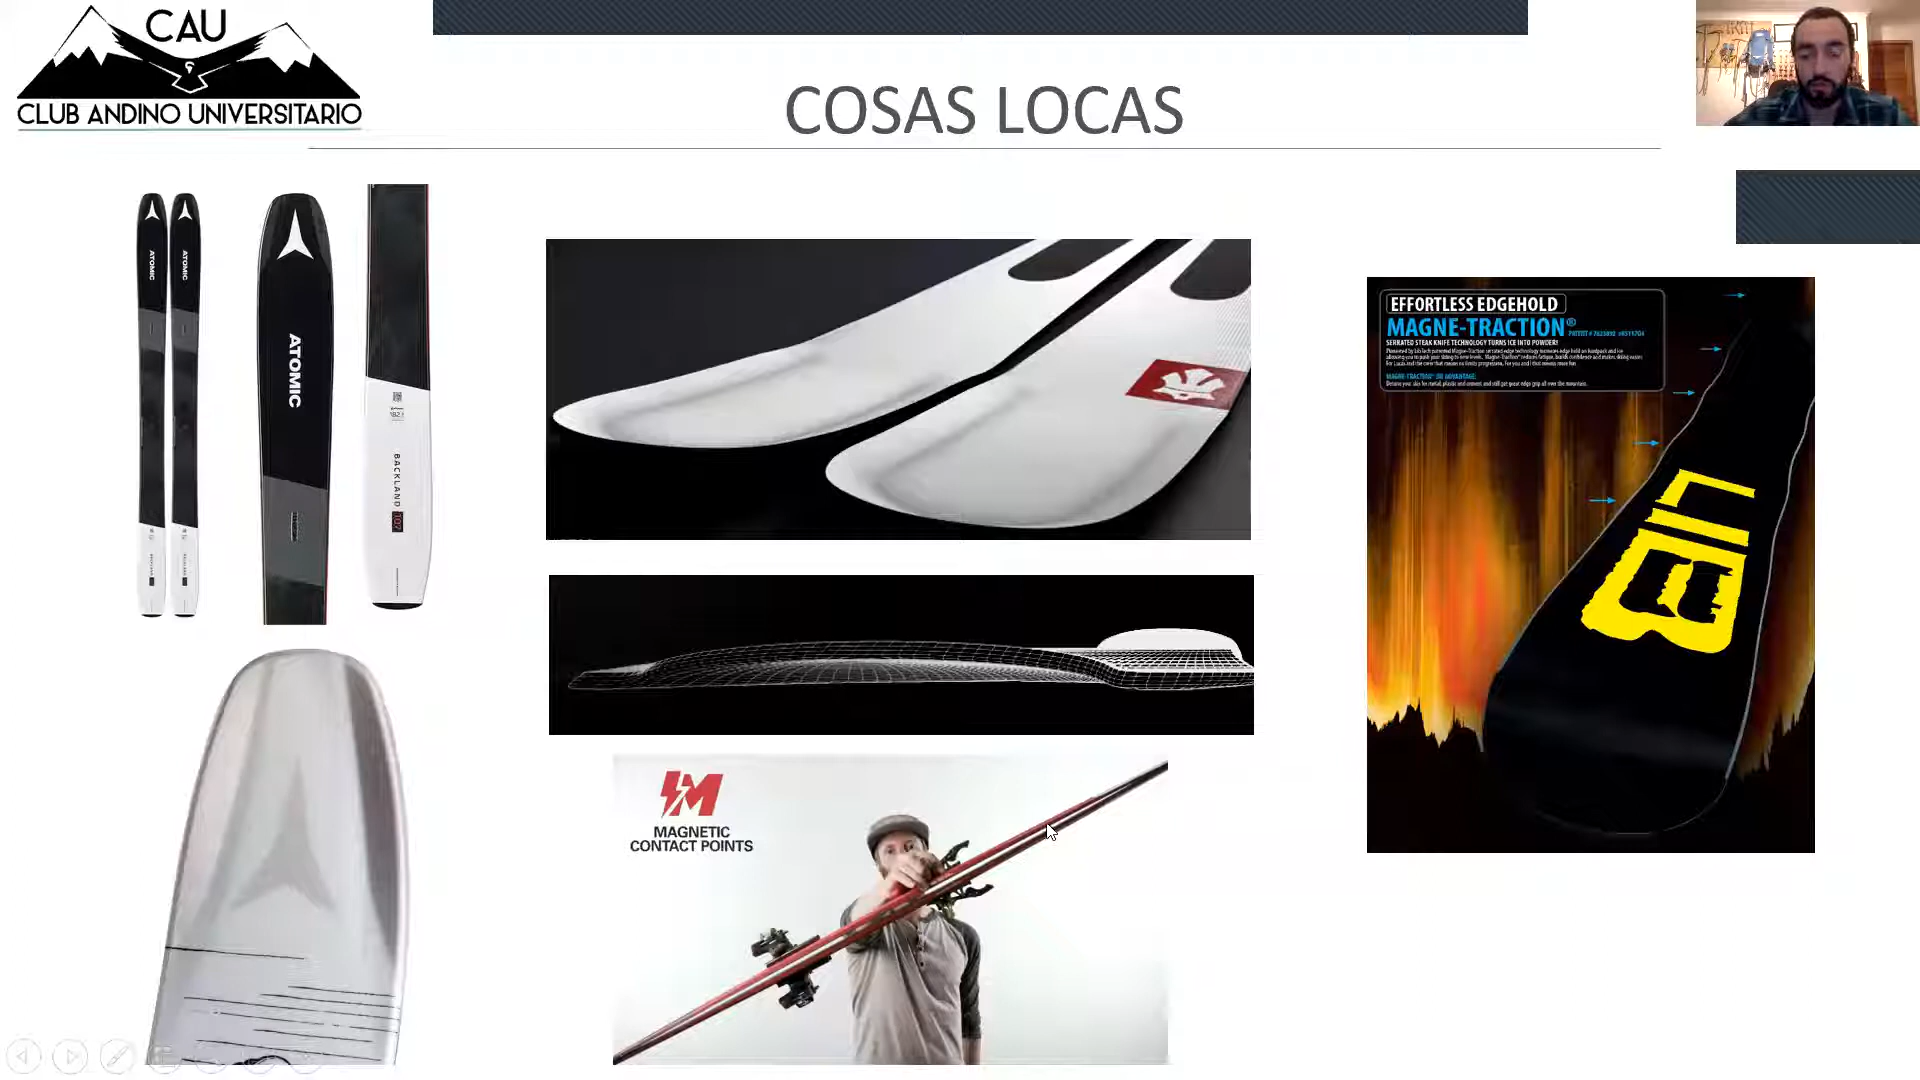 CAU
CLUB ANDINO UNIVERSITARIO
COSAS LOCAS
ATOMIC
ATOMIC
ATOMIC
BACKLAND 107
EFFORTLESS EDGEHOLD
MAGNE-TRACTION®
SERRATED STEAK KNIFE TECHNOLOGY TURNS ICE INTO POWDER!
LIB
MAGNETIC
CONTACT POINTS